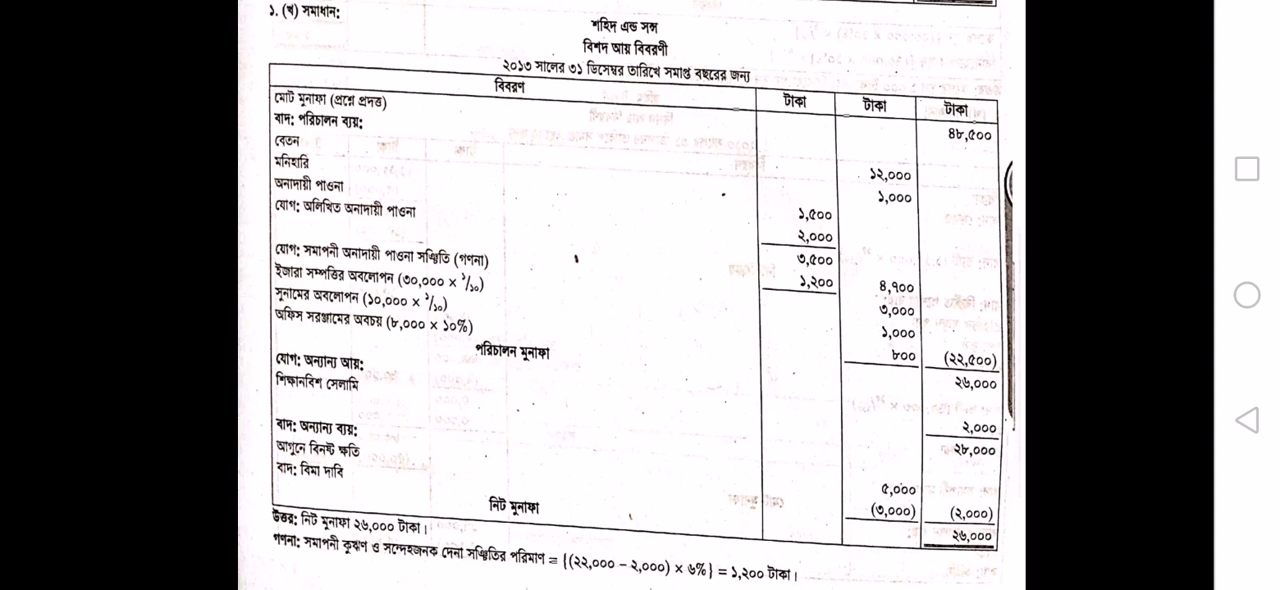 ১. (খ) সমাধান:
শহিদ এন্ড সন্স
বিশদ আয় বিবরণী
২০১৩ সালের ৩১ ডিসেম্বর তারিখে সমাপ্ত বছরের জন্য
বিবরণ টাকা টাকা টাকা
মোট মুনাফা (প্রশ্নে প্রদত্ত) ৪৮,৫০০
বাদ: পরিচালন ব্যয়:
বেতন ১২,০০০
মনিহারি ১,০০০
অনাদায়ী পাওনা ১,৫০০
যোগ: অলিখিত অনাদায়ী পাওনা ২,০০০
৩,৫০০
যোগ: সমাপনী অনাদায়ী পাওনা সঞ্চিতি (গণনা) ১,২০০ ৪,৭০০
ইজারা সম্পত্তির অবলোপন (৩০,০০০ × ১/১০) ৩,০০০
সুনামের অবলোপন (১০,০০০ × ১/১০) ১,০০০
অফিস সরঞ্জামের অবচয় (৮,০০০ × ১০%) ৮০০ (২২,৫০০)
পরিচালন মুনাফা ২৬,০০০
যোগ: অন্যান্য আয়:
শিক্ষানবিশ সেলামি ২,০০০
২৮,০০০
বাদ: অন্যান্য ব্যয়:
আগুনে বিনষ্ট ক্ষতি ৫,০০০
বাদ: বিমা দাবি (৩,০০০) (২,০০০)
নিট মুনাফা ২৬,০০০
উত্তর: নিট মুনাফা ২৬,০০০ টাকা।
গণনা: সমাপনী কুঋণ ও সন্দেহজনক দেনা সঞ্চিতির পরিমাণ = {(২২,০০০ – ২,০০০) × ৬%} = ১,২০০ টাকা।